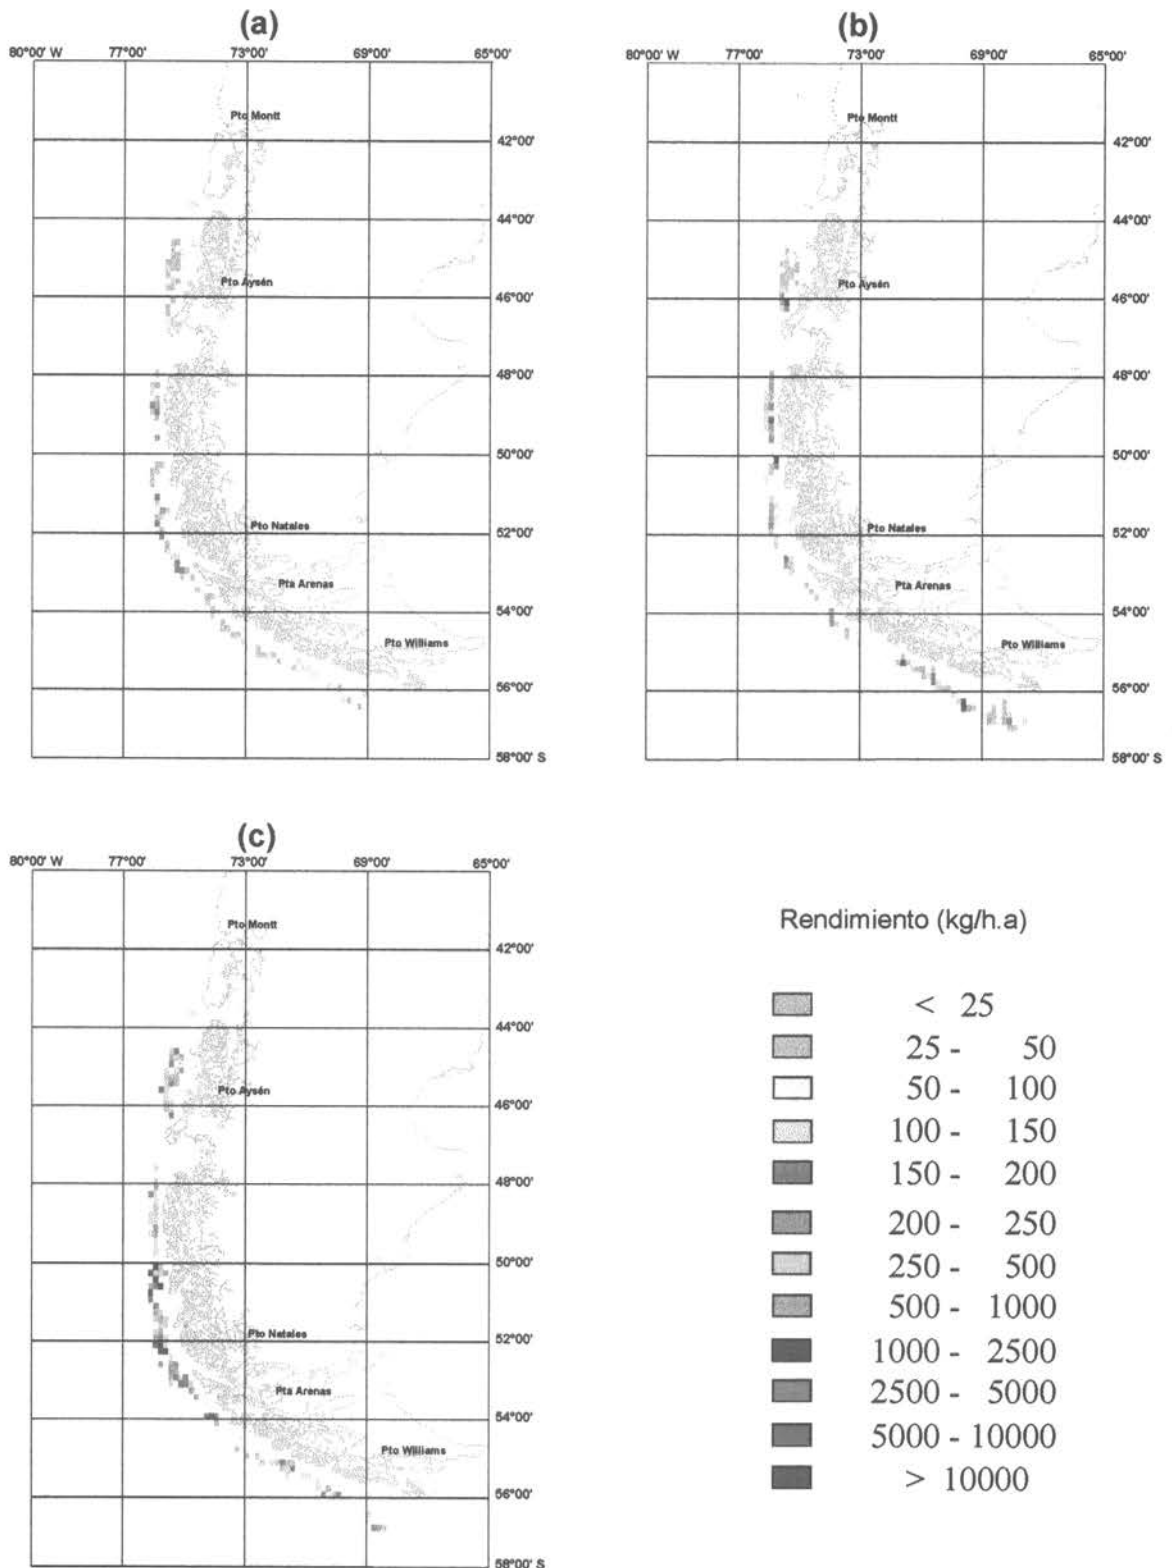 (a)
80°00' W 77°00' 73°00' 69°00' 65°00'
Pto Montt
42°00'
44°00'
Pto Aysén
46°00'
48°00'
50°00'
Pto Natales
52°00'
Pta Arenas
54°00'
Pto Williams
56°00'
58°00' S
(b)
80°00' W 77°00' 73°00' 69°00' 65°00'
Pto Montt
42°00'
44°00'
Pto Aysén
46°00'
48°00'
50°00'
Pto Natales
52°00'
Pta Arenas
54°00'
Pto Williams
56°00'
58°00' S
(c)
80°00' W 77°00' 73°00' 69°00' 65°00'
Pto Montt
42°00'
44°00'
Pto Aysén
46°00'
48°00'
50°00'
Pto Natales
52°00'
Pta Arenas
54°00'
Pto Williams
56°00'
58°00' S
Rendimiento (kg/h.a)
< 25
25 - 50
50 - 100
100 - 150
150 - 200
200 - 250
250 - 500
500 - 1000
1000 - 2500
2500 - 5000
5000 - 10000
> 10000